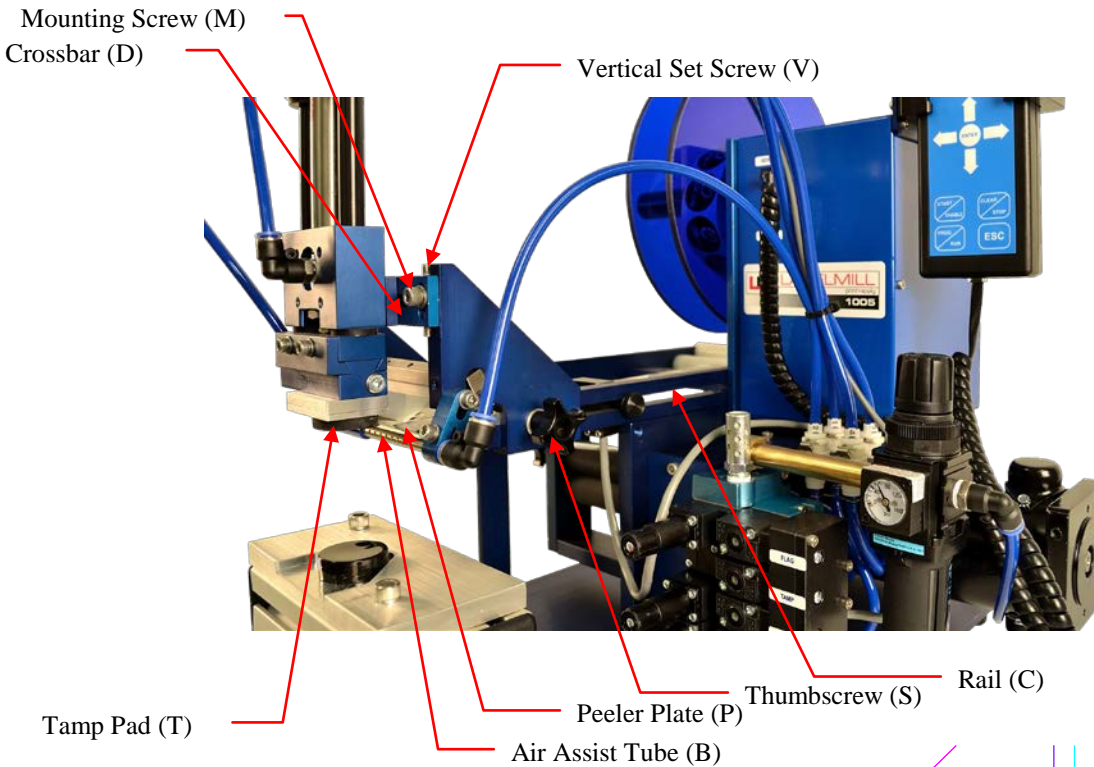 Mounting Screw (M)
Crossbar (D)
Vertical Set Screw (V)
ENTER
START
ENABLE
CLEAR
STOP
PROG
RUN
ESC
LABELMILL
1005
FLAG
TAMP
Rail (C)
Thumbscrew (S)
Peeler Plate (P)
Tamp Pad (T)
Air Assist Tube (B)